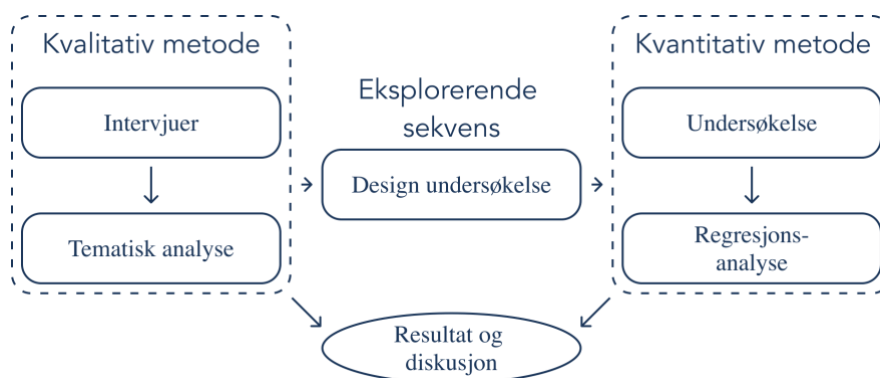 Kvalitativ metode
Intervjuer
Tematisk analyse
Eksplorerende
sekvens
Design undersøkelse
Kvantitativ metode
Undersøkelse
Regresjons-
analyse
Resultat og
diskusjon